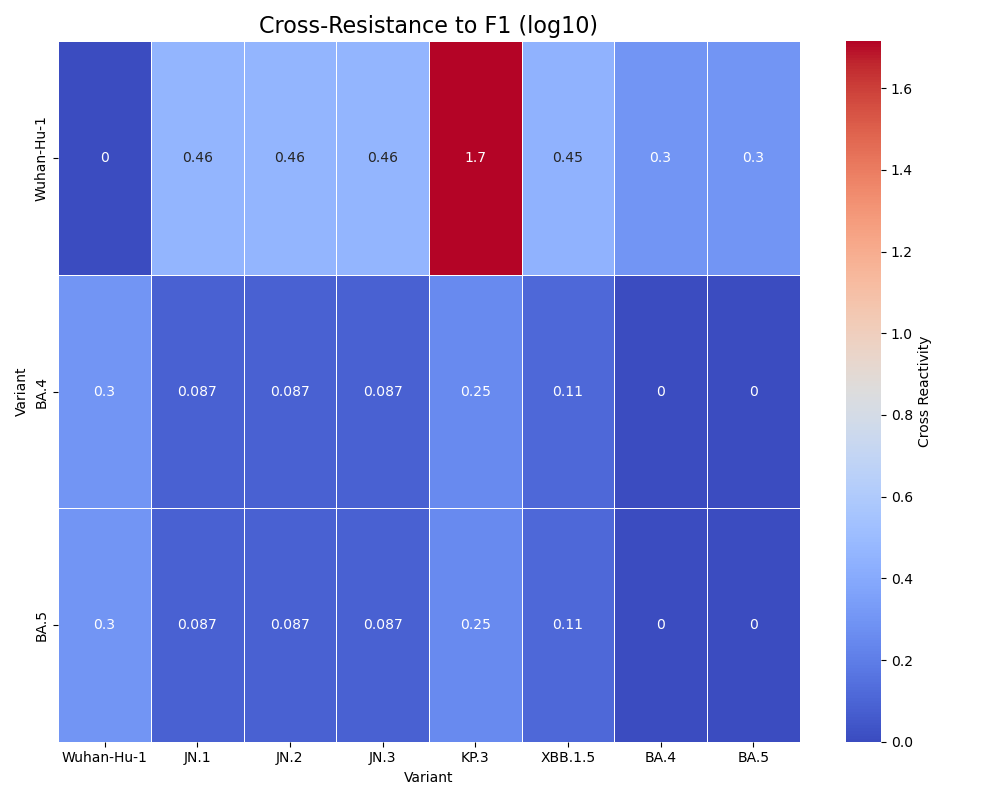 Cross-Resistance to F1 (log10)
Wuhan-Hu-1
0 0.46 0.46 0.46 1.7 0.45 0.3 0.3
Variant
BA.4
0.3 0.087 0.087 0.087 0.25 0.11 0 0
BA.5
0.3 0.087 0.087 0.087 0.25 0.11 0 0
Wuhan-Hu-1 JN.1 JN.2 JN.3 KP.3 XBB.1.5 BA.4 BA.5
Variant
1.6
1.4
1.2
1.0
0.8
0.6
0.4
0.2
0.0
Cross Reactivity